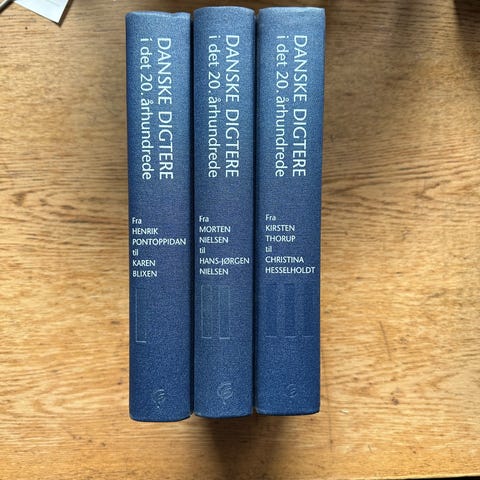 DANSKE DIGTERE
i det 20. århundrede
Fra
HENRIK
PONTOPPIDAN
til
KAREN
BLIXEN
DANSKE DIGTERE
i det 20. århundrede
Fra
MORTEN
NIELSEN
til
HANS-JØRGEN
NIELSEN
DANSKE DIGTERE
i det 20. århundrede
Fra
KIRSTEN
THORUP
til
CHRISTINA
HESSELHOLDT